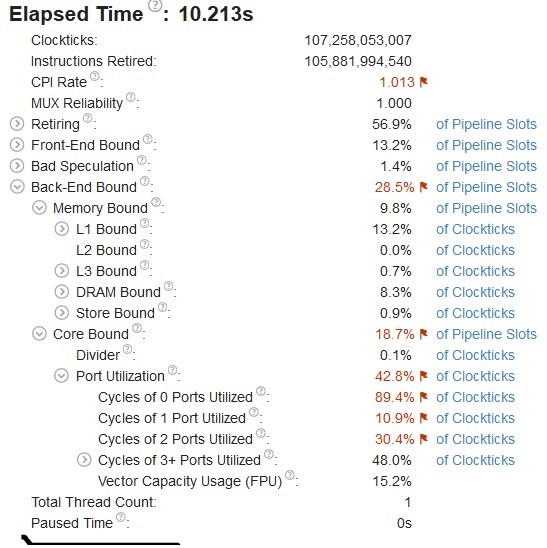 Elapsed Time ?: 10.213s
Clockticks: 107,258,053,007
Instructions Retired: 105,881,994,540
CPI Rate ?: 1.013
MUX Reliability ?: 1.000
Retiring ?: 56.9% of Pipeline Slots
Front-End Bound ?: 13.2% of Pipeline Slots
Bad Speculation ?: 1.4% of Pipeline Slots
Back-End Bound ?: 28.5% of Pipeline Slots
Memory Bound ?: 9.8% of Pipeline Slots
L1 Bound ?: 13.2% of Clockticks
L2 Bound ?: 0.0% of Clockticks
L3 Bound ?: 0.7% of Clockticks
DRAM Bound ?: 8.3% of Clockticks
Store Bound ?: 0.9% of Clockticks
Core Bound ?: 18.7% of Pipeline Slots
Divider ?: 0.1% of Clockticks
Port Utilization ?: 42.8% of Clockticks
Cycles of 0 Ports Utilized ?: 89.4% of Clockticks
Cycles of 1 Port Utilized ?: 10.9% of Clockticks
Cycles of 2 Ports Utilized ?: 30.4% of Clockticks
Cycles of 3+ Ports Utilized ?: 48.0% of Clockticks
Vector Capacity Usage (FPU) ?: 15.2%
Total Thread Count: 1
Paused Time ?: 0s